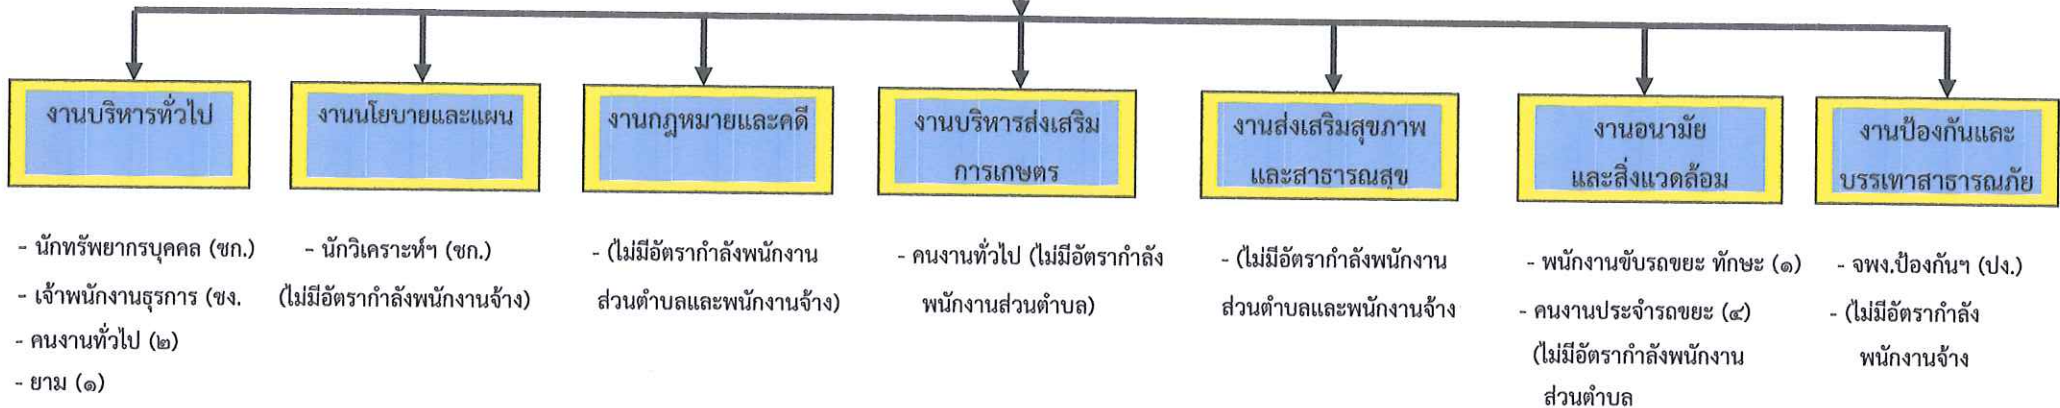 งานบริหารทั่วไป
งานนโยบายและแผน
งานกฎหมายและคดี
งานบริหารส่งเสริม
การเกษตร
งานส่งเสริมสุขภาพ
และสาธารณสุข
งานอนามัย
และสิ่งแวดล้อม
งานป้องกันและ
บรรเทาสาธารณภัย
- นักทรัพยากรบุคคล (ชก.)
- เจ้าพนักงานธุรการ (ชง.
- คนงานทั่วไป (๒)
- ยาม (๑)
- นักวิเคราะห์ฯ (ชก.)
(ไม่มีอัตรากำลังพนักงานจ้าง)
- (ไม่มีอัตรากำลังพนักงาน
ส่วนตำบลและพนักงานจ้าง)
- คนงานทั่วไป (ไม่มีอัตรากำลัง
พนักงานส่วนตำบล)
- (ไม่มีอัตรากำลังพนักงาน
ส่วนตำบลและพนักงานจ้าง
- พนักงานขับรถขยะ ทักษะ (๑)
- คนงานประจำรถขยะ (๔)
(ไม่มีอัตรากำลังพนักงาน
ส่วนตำบล
- จพง.ป้องกันฯ (ปง.)
- (ไม่มีอัตรากำลัง
พนักงานจ้าง